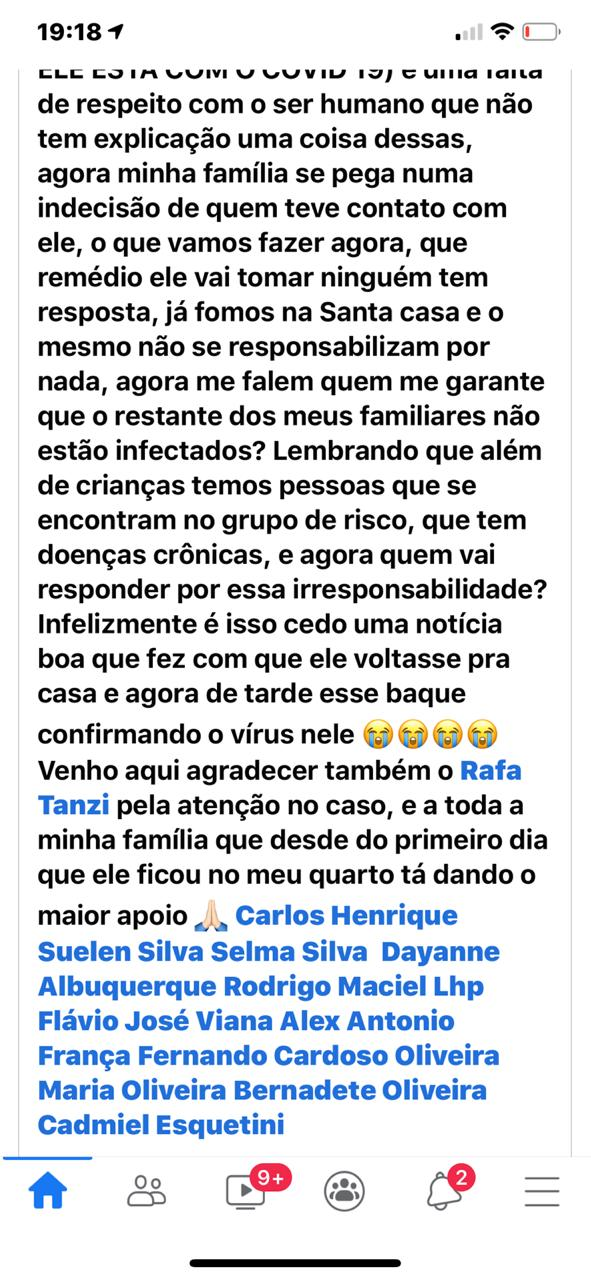 19:18
ELE ESTÁ COM O COVID 19) é uma falta
de respeito com o ser humano que não
tem explicação uma coisa dessas,
agora minha família se pega numa
indecisão de quem teve contato com
ele, o que vamos fazer agora, que
remédio ele vai tomar ninguém tem
resposta, já fomos na Santa casa e o
mesmo não se responsabilizam por
nada, agora me falem quem me garante
que o restante dos meus familiares não
estão infectados? Lembrando que além
de crianças temos pessoas que se
encontram no grupo de risco, que tem
doenças crônicas, e agora quem vai
responder por essa irresponsabilidade?
Infelizmente é isso cedo uma notícia
boa que fez com que ele voltasse pra
casa e agora de tarde esse baque
confirmando o vírus nele 😭😭😭😭
Venho aqui agradecer também o Rafa
Tanzi pela atenção no caso, e a toda a
minha família que desde do primeiro dia
que ele ficou no meu quarto tá dando o
maior apoio 🙏🏻 Carlos Henrique
Suelen Silva Selma Silva Dayanne
Albuquerque Rodrigo Maciel Lhp
Flávio José Viana Alex Antonio
França Fernando Cardoso Oliveira
Maria Oliveira Bernadete Oliveira
Cadmiel Esquetini
9+
2